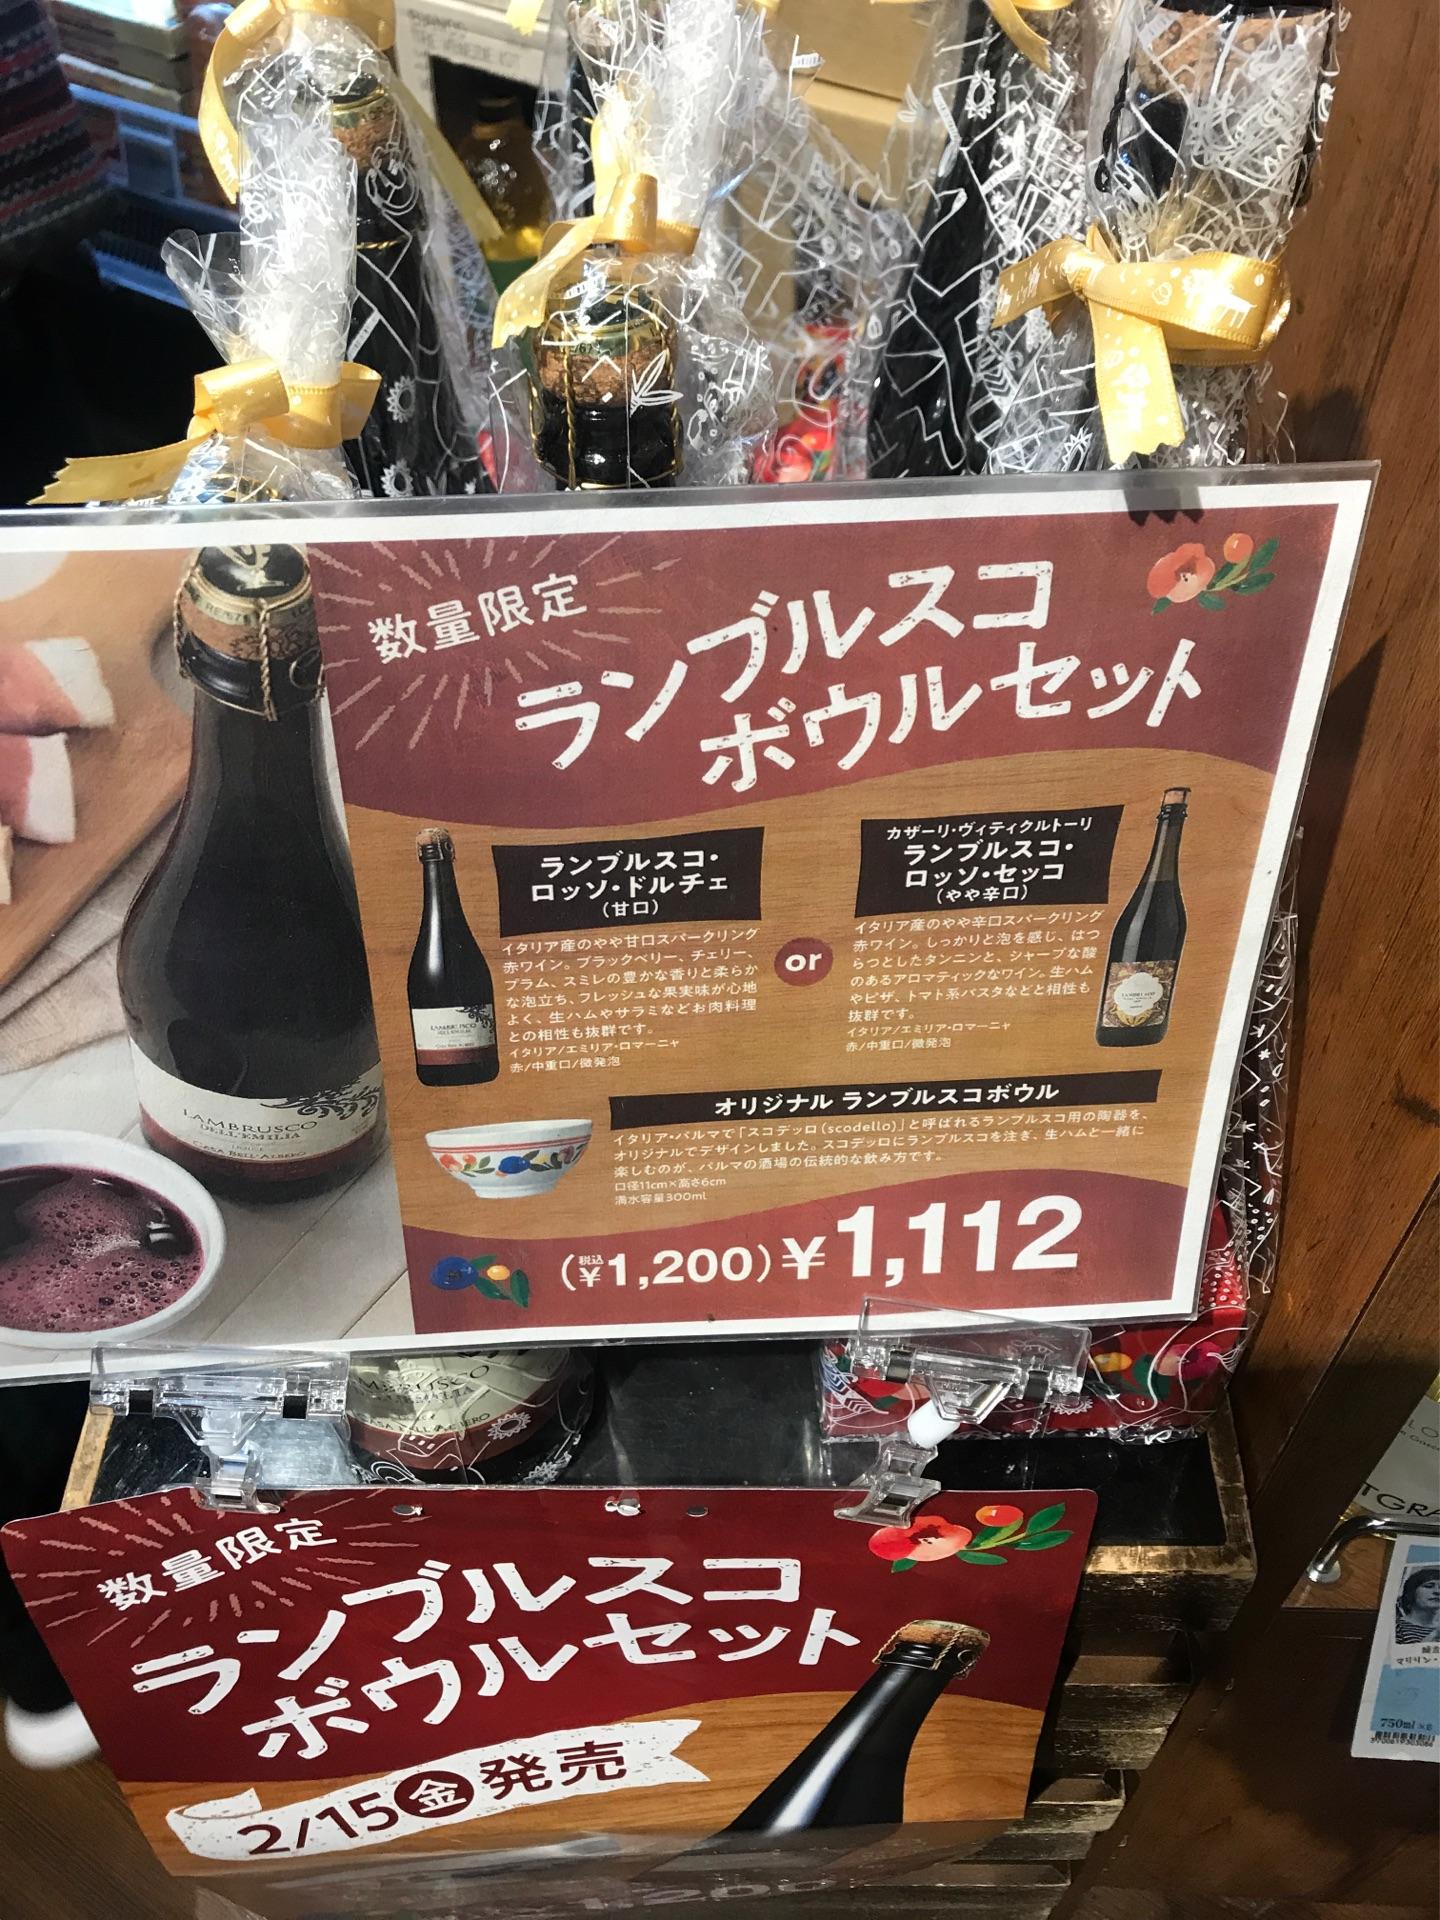 数量限定
ランブルスコ
ボウルセット
ランブルスコ・
ロッソ・ドルチェ
(甘口)
イタリア産のやや甘口スパークリング
赤ワイン。ブラックベリー、チェリー、
プラム、スミレの豊かな香りと柔らか
な泡立ち、フレッシュな果実味が心地
よく、生ハムやサラミなどお肉料理
との相性も抜群です。
イタリア/エミリア・ロマーニャ
赤/中重口/微発泡
or
カザーリ・ヴィティクルトーリ
ランブルスコ・
ロッソ・セッコ
(やや辛口)
イタリア産のやや辛口スパークリング
赤ワイン。しっかりと泡を感じ、はつ
らつとしたタンニンと、シャープな酸
のあるアロマティックなワイン。生ハム
やピザ、トマト系パスタなどと相性も
抜群です。
イタリア/エミリア・ロマーニャ
赤/中重口/微発泡
オリジナル ランブルスコボウル
イタリア・パルマで「スコデッロ(scodello)」と呼ばれるランブルスコ用の陶器を、
オリジナルでデザインしました。スコデッロにランブルスコを注ぎ、生ハムと一緒に
楽しむのが、パルマの酒場の伝統的な飲み方です。
口径11cm×高さ6cm
満水容量300ml
(税込¥1,200)¥1,112
LAMBRUSCO
DELL'EMILIA
CASA BELL'ALBERO
LAMBRUSCO
DELL'EMILIA
数量限定
ランブルスコ
ボウルセット
2/15金発売
750ml